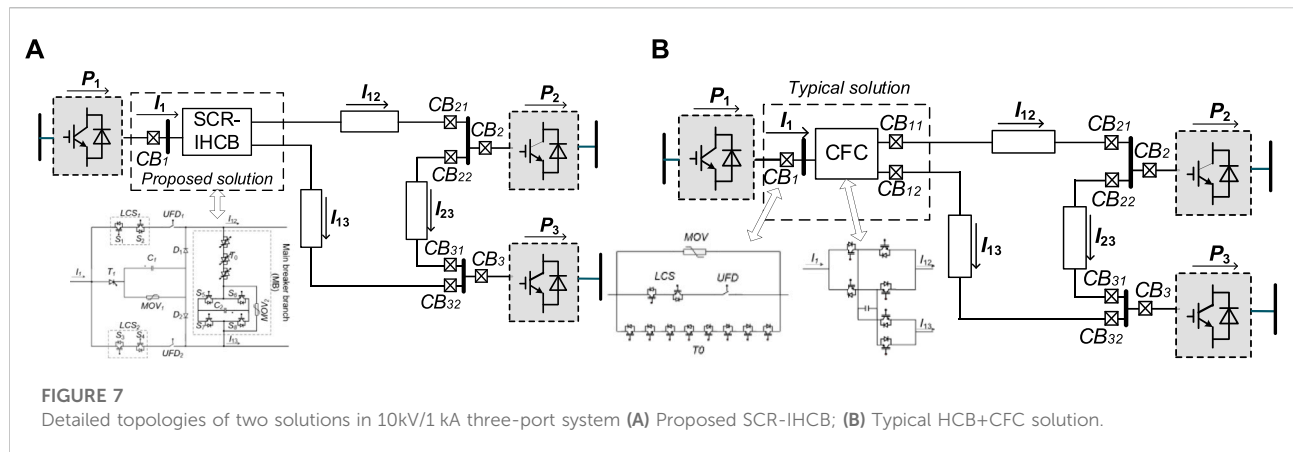 A
P1
I1
SCR-
IHCB
CB1
Proposed solution
I12
CB21
CB2
P2
CB22
I13
I23
CB31
CB3
P3
CB32
LCS1
UFD1
I12
S1
S2
D1
C1
I1
T1
T0
MOV1
S5
S6
C2
S7
S8
MOV2
D2
LCS2
S3
S4
UFD2
I13
Main breaker branch
(MB)
B
Typical solution
P1
I1
CB11
CFC
CB1
CB12
I12
CB21
CB2
P2
CB22
I13
I23
CB31
CB3
P3
CB32
MOV
LCS
UFD
T0
I1
I12
I13
FIGURE 7
Detailed topologies of two solutions in 10kV/1 kA three-port system (A) Proposed SCR-IHCB; (B) Typical HCB+CFC solution.